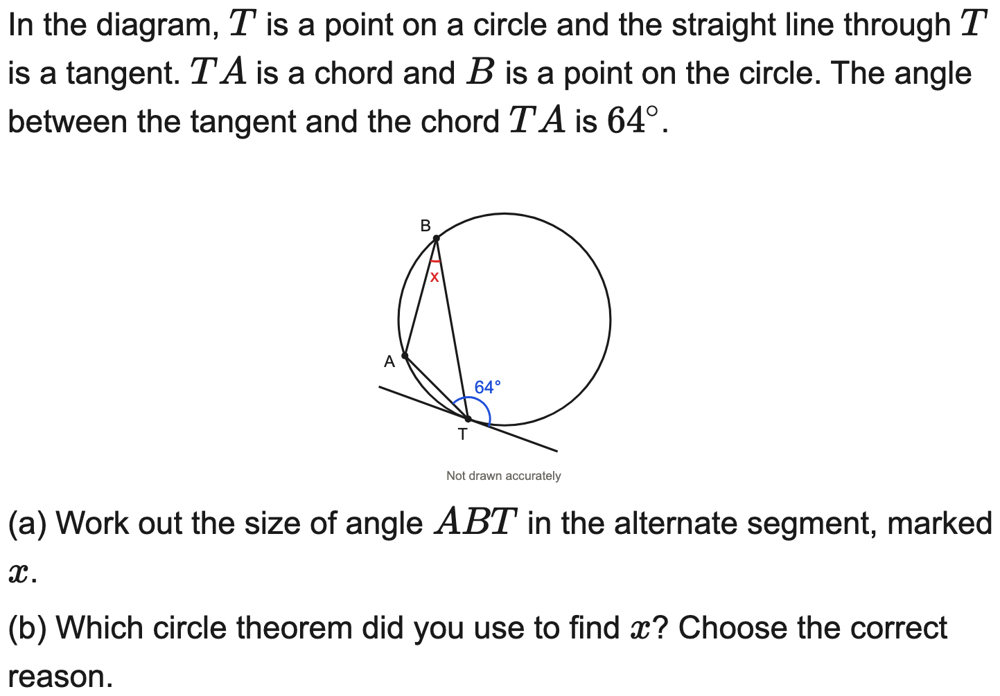 In the diagram, T is a point on a circle and the straight line through T
is a tangent. TA is a chord and B is a point on the circle. The angle
between the tangent and the chord TA is 64°.
B
x
A
64°
T
Not drawn accurately
(a) Work out the size of angle ABT in the alternate segment, marked
x.
(b) Which circle theorem did you use to find x? Choose the correct
reason.